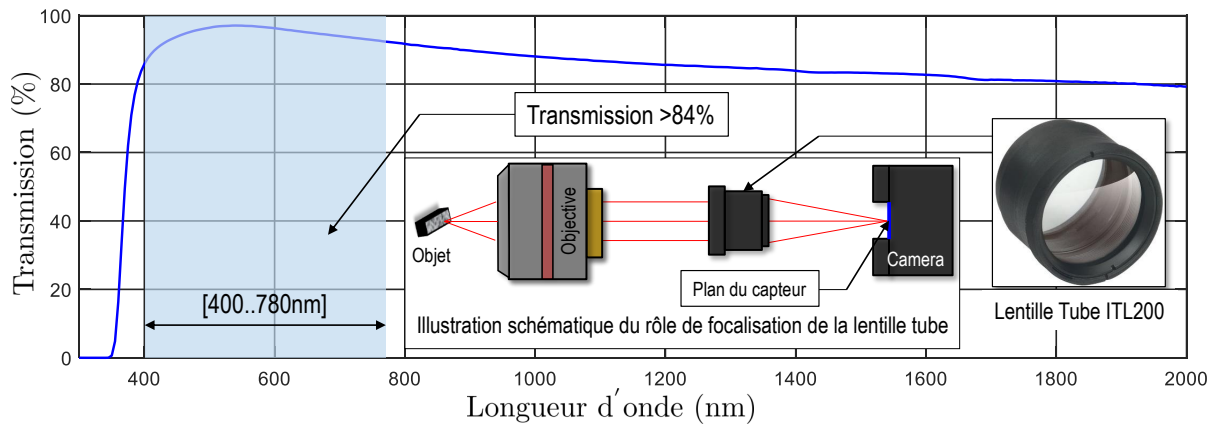 100
80
60
40
20
0
Transmission (%)
Transmission >84%
Objet
Objective
Camera
Plan du capteur
Illustration schématique du rôle de focalisation de la lentille tube
Lentille Tube ITL200
[400..780nm]
400 600 800 1000 1200 1400 1600 1800 2000
Longueur d'onde (nm)